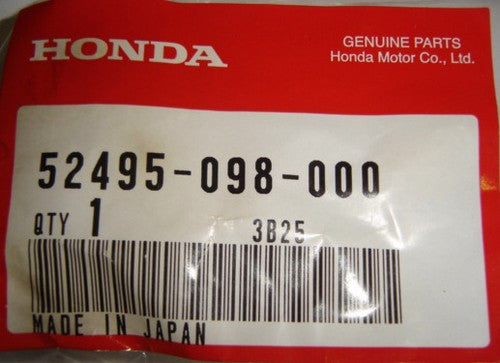 HONDA
GENUINE PARTS
Honda Motor Co., Ltd.
52495-098-000
QTY 1 3B25
MADE IN JAPAN